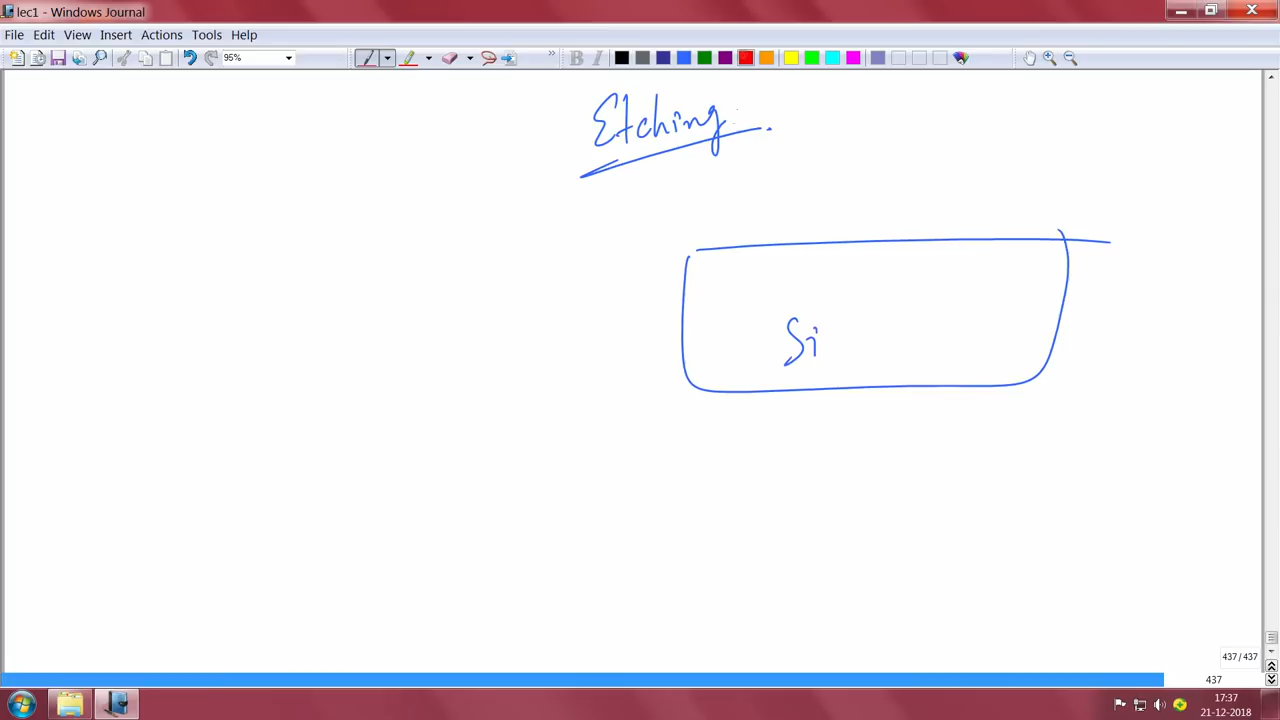 lec1 - Windows Journal
File Edit View Insert Actions Tools Help
95%
B I
Etching.
Si
437 / 437
437
17:37
21-12-2018